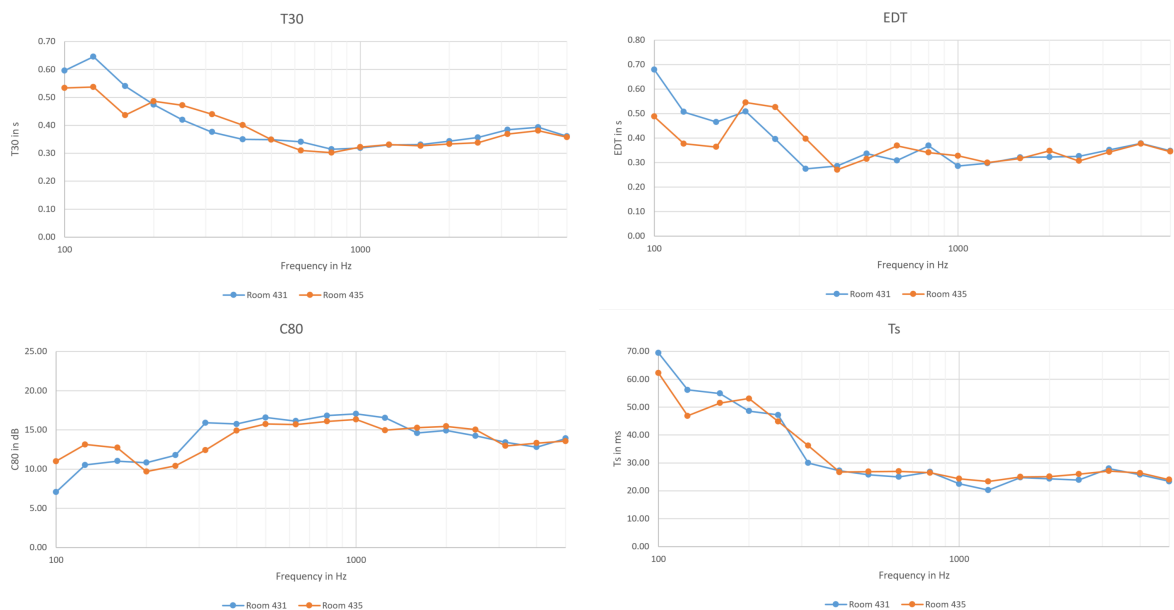 T30
0.70
0.60
0.50
0.40
0.30
0.20
0.10
0.00
T30 in s
100
1000
Frequency in Hz
Room 431
Room 435
EDT
0.80
0.70
0.60
0.50
0.40
0.30
0.20
0.10
0.00
EDT in s
100
1000
Frequency in Hz
Room 431
Room 435
C80
25.00
20.00
15.00
10.00
5.00
0.00
C80 in dB
100
1000
Frequency in Hz
Room 431
Room 435
Ts
70.00
60.00
50.00
40.00
30.00
20.00
10.00
0.00
Ts in ms
100
1000
Frequency in Hz
Room 431
Room 435